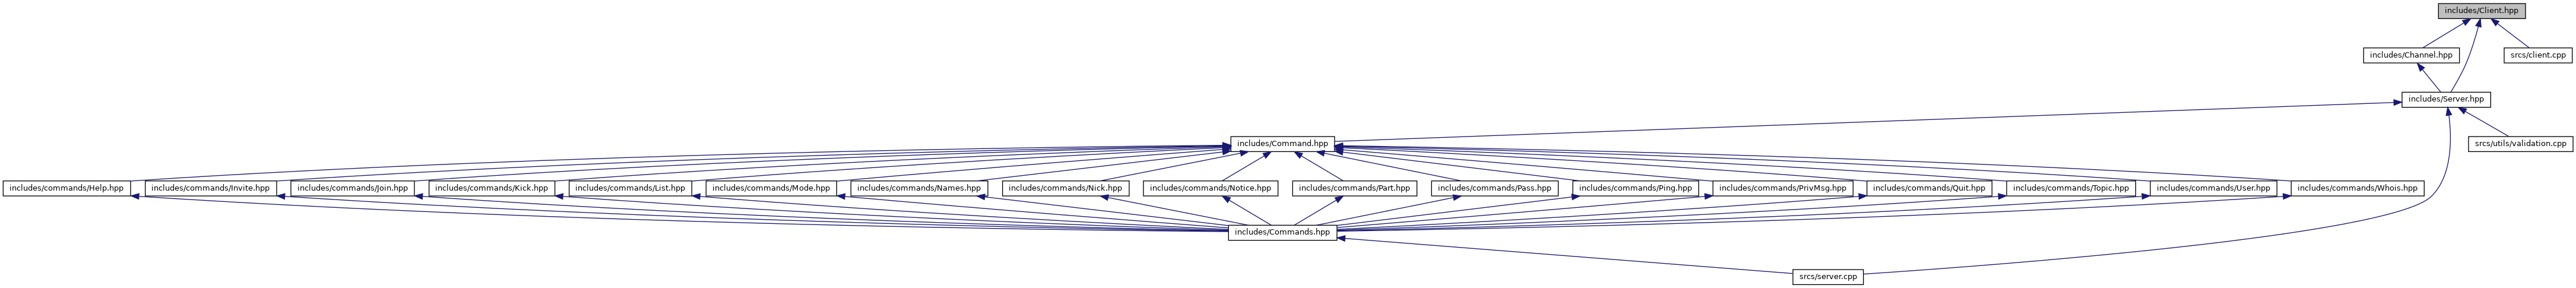 includes/Client.hpp
includes/Channel.hpp
srcs/client.cpp
includes/Server.hpp
includes/Command.hpp
srcs/utils/validation.cpp
includes/commands/Help.hpp
includes/commands/Invite.hpp
includes/commands/Join.hpp
includes/commands/Kick.hpp
includes/commands/List.hpp
includes/commands/Mode.hpp
includes/commands/Names.hpp
includes/commands/Nick.hpp
includes/commands/Notice.hpp
includes/commands/Part.hpp
includes/commands/Pass.hpp
includes/commands/Ping.hpp
includes/commands/PrivMsg.hpp
includes/commands/Quit.hpp
includes/commands/Topic.hpp
includes/commands/User.hpp
includes/commands/Whois.hpp
includes/Commands.hpp
srcs/server.cpp